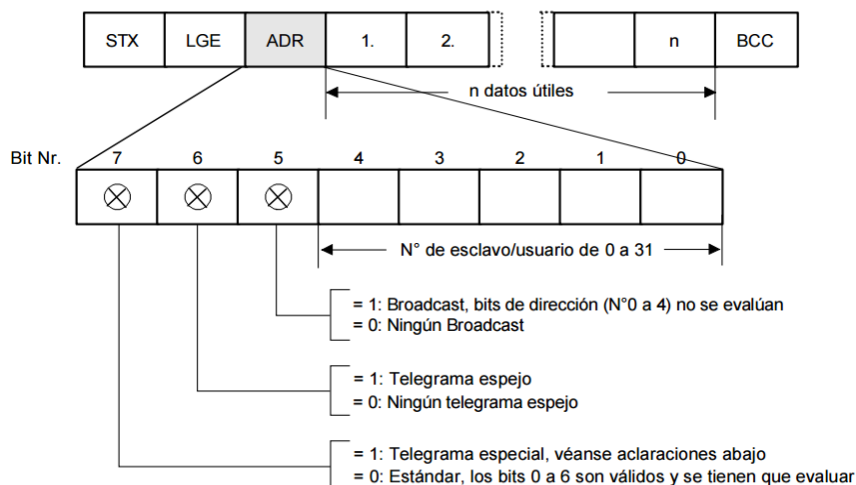 STX LGE ADR 1. 2. n BCC
n datos útiles
Bit Nr. 7 6 5 4 3 2 1 0
N° de esclavo/usuario de 0 a 31
= 1: Broadcast, bits de dirección (N°0 a 4) no se evalúan
= 0: Ningún Broadcast
= 1: Telegrama espejo
= 0: Ningún telegrama espejo
= 1: Telegrama especial, véanse aclaraciones abajo
= 0: Estándar, los bits 0 a 6 son válidos y se tienen que evaluar